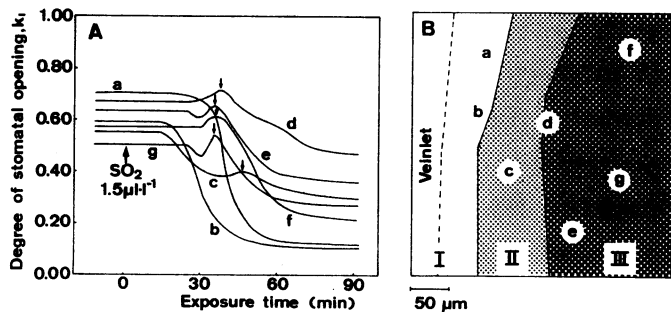 A
Degree of stomatal opening, k₁
1.00
0.80
0.60
0.40
0.20
0.00
a
d
e
g
c
f
b
SO₂
1.5μl·l⁻¹
0
30
60
90
Exposure time (min)
B
a
f
b
d
Veinlet
c
g
e
I
II
III
50 μm